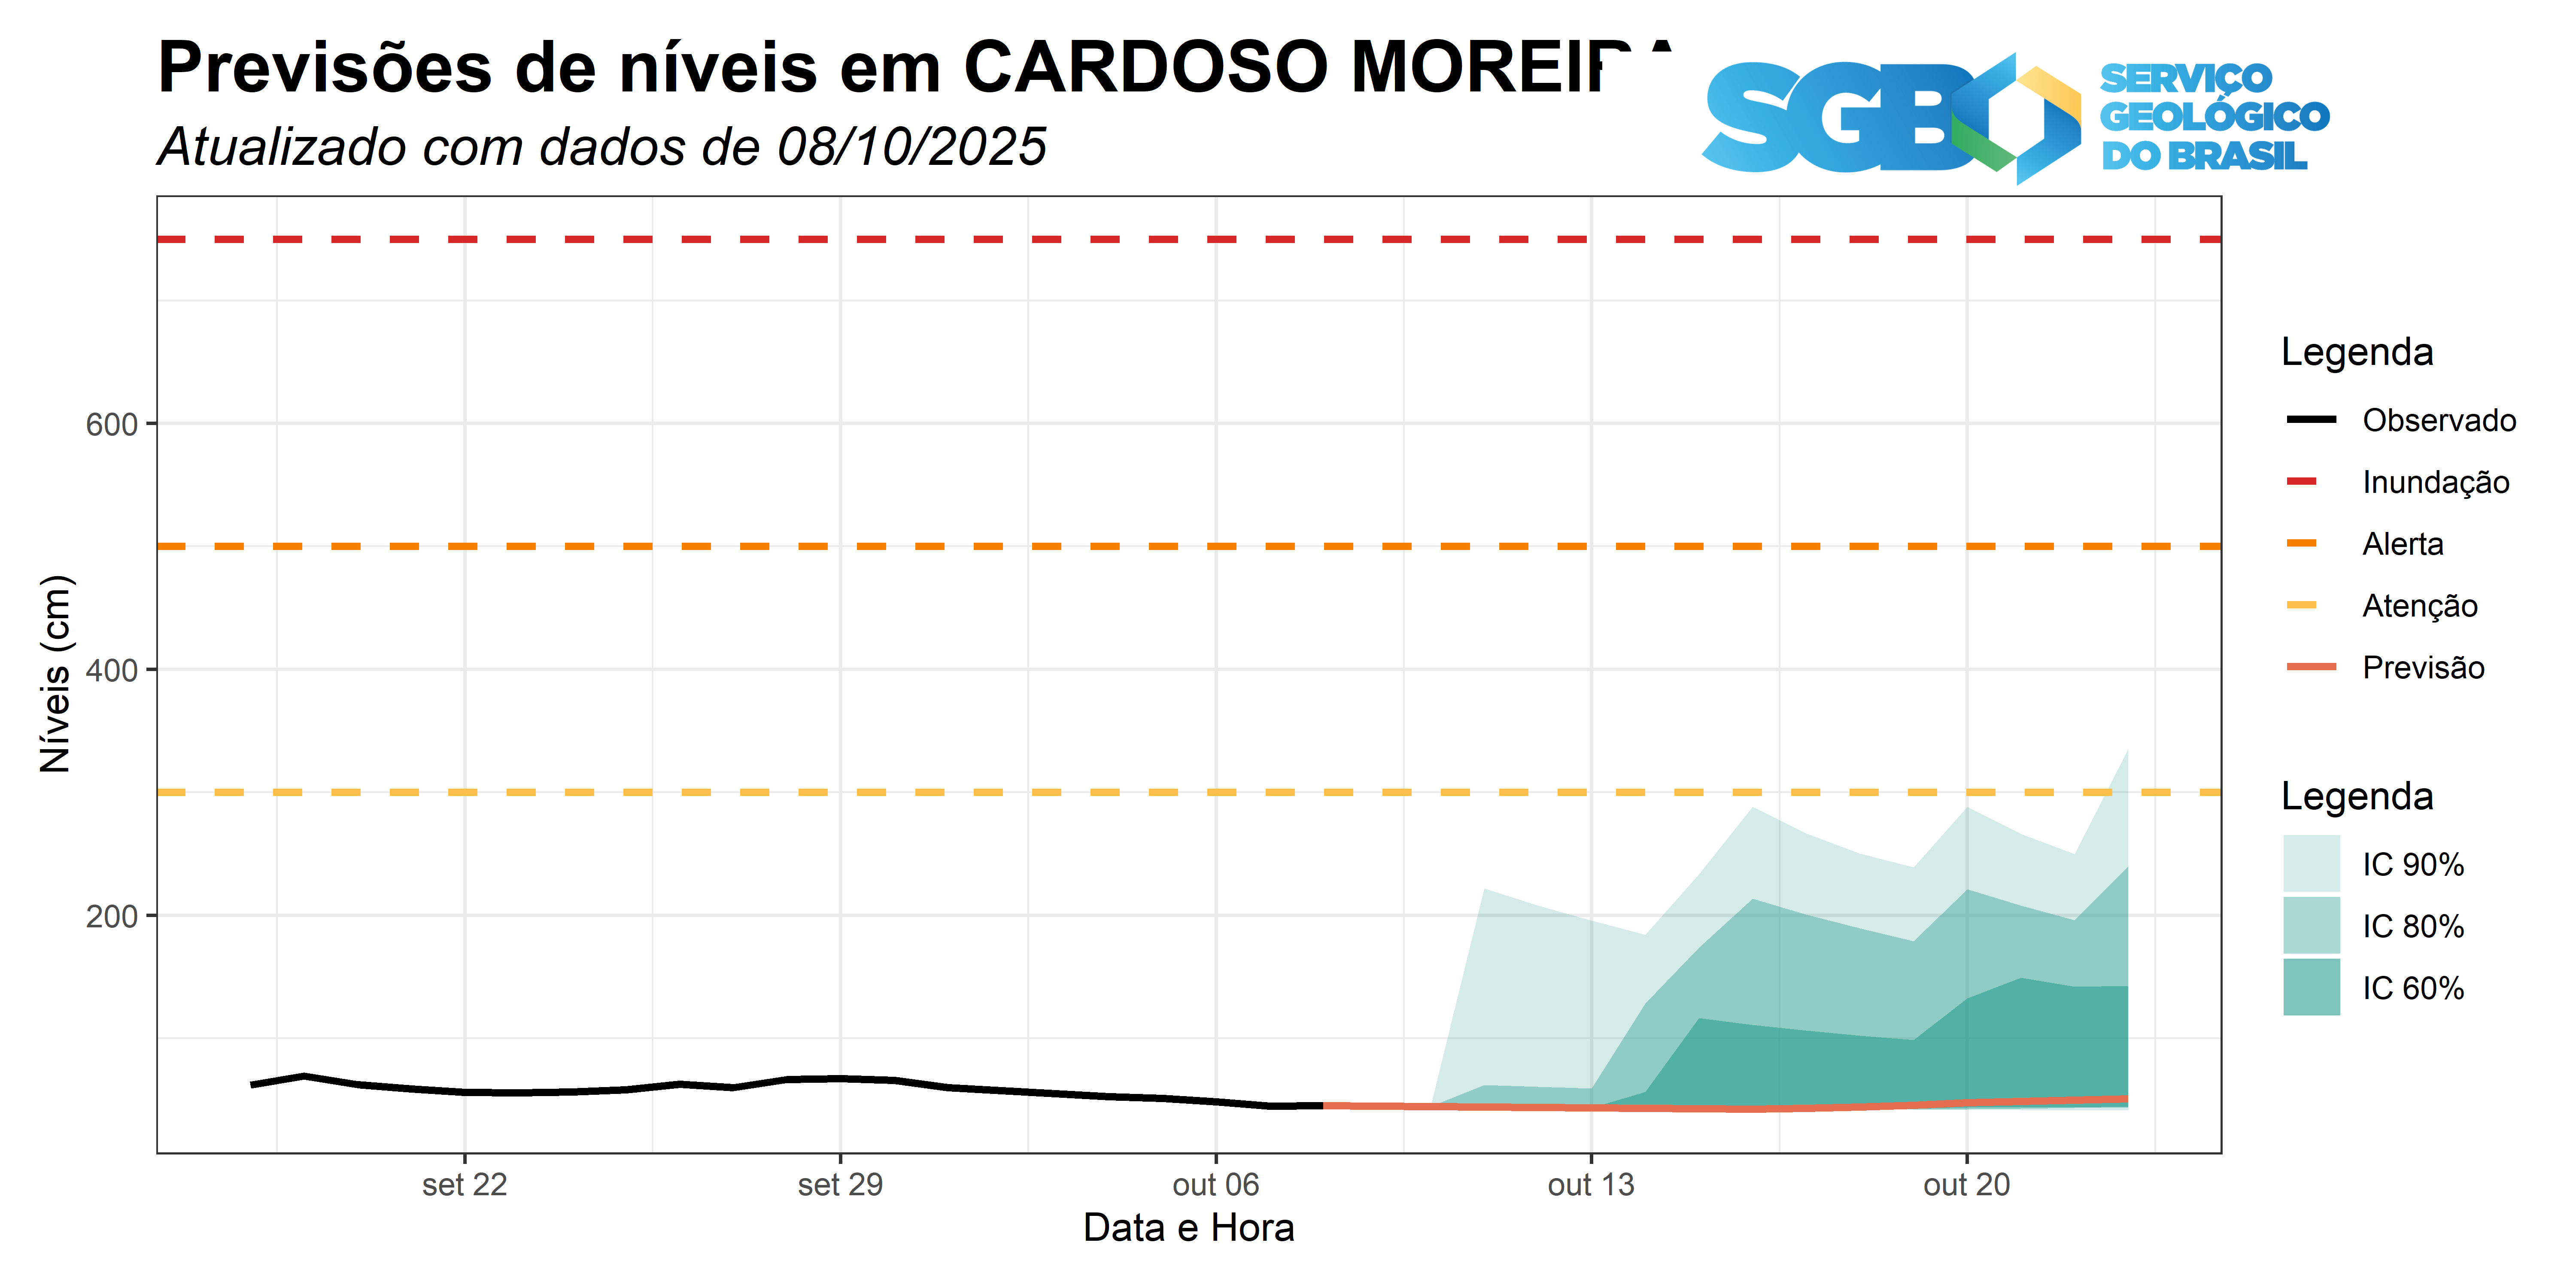 Previsões de níveis em CARDOSO MOREIRA
Atualizado com dados de 08/10/2025
SGB
SERVIÇO
GEOLÓGICO
DO BRASIL
Níveis (cm)
600
400
200
set 22
set 29
out 06
out 13
out 20
Data e Hora
Legenda
Observado
Inundação
Alerta
Atenção
Previsão
Legenda
IC 90%
IC 80%
IC 60%